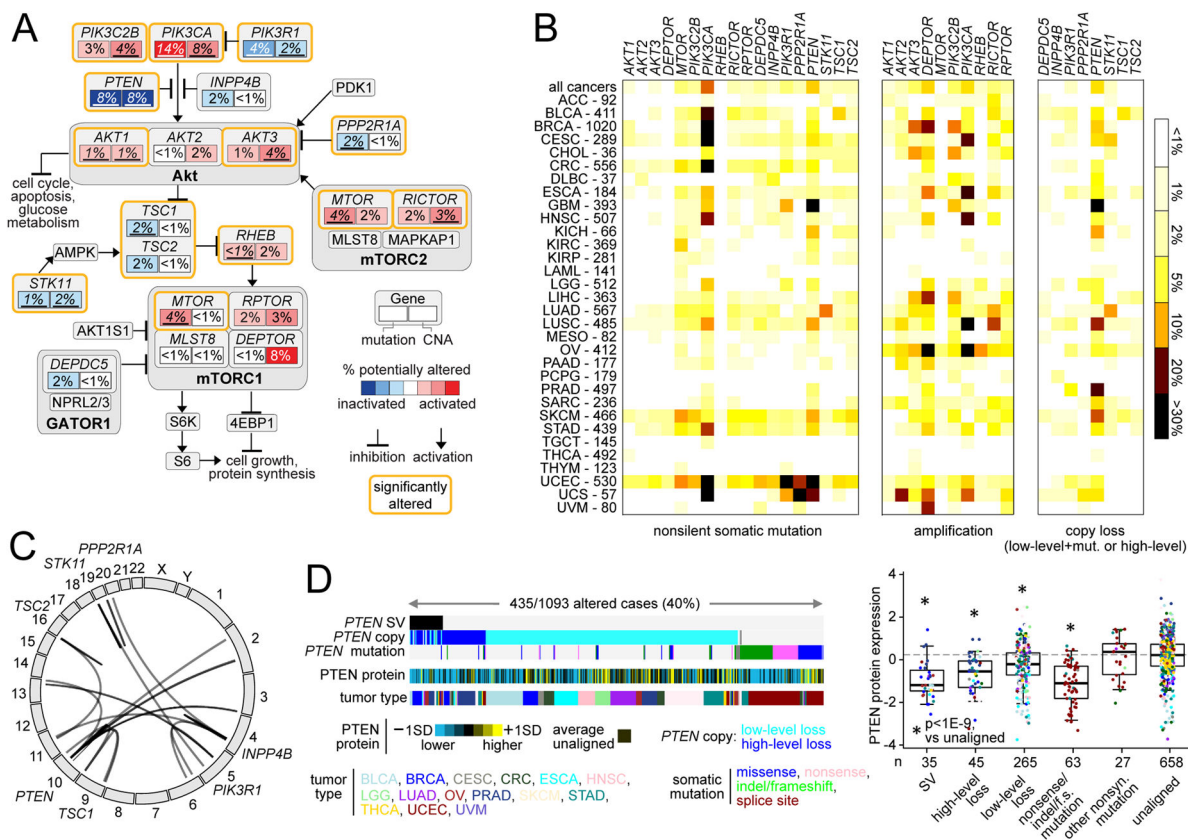 A
PIK3C2B PIK3CA PIK3R1
3% 4% 14% 8% 4% 2%
PTEN INPP4B
8% 8% 2% <1%
PDK1
AKT1 AKT2 AKT3 PPP2R1A
1% 1% <1% 2% 1% 4% 2% <1%
Akt
cell cycle,
apoptosis,
glucose
metabolism
TSC1
2% <1%
TSC2
2% <1%
MTOR RICTOR
4% 2% 2% 3%
MLST8 MAPKAP1
mTORC2
AMPK
RHEB
<1% 2%
STK11
1% 2%
MTOR RPTOR
4% <1% 2% 3%
MLST8 DEPTOR
<1% <1% <1% 8%
mTORC1
AKT1S1
DEPDC5
2% <1%
NPRL2/3
GATOR1
S6K 4EBP1
S6 cell growth,
protein synthesis
Gene
mutation CNA
% potentially altered
inactivated activated
inhibition activation
significantly
altered
B
AKT1 AKT2 AKT3 DEPTOR MTOR PIK3C2B PIK3CA RHEB RICTOR RPTOR DEPDC5 INPP4B PIK3R1 PPP2R1A PTEN STK11 TSC1 TSC2
AKT1 AKT2 AKT3 DEPTOR MTOR PIK3C2B PIK3CA RHEB RICTOR RPTOR
DEPDC5 INPP4B PIK3R1 PPP2R1A PTEN STK11 TSC1 TSC2
all cancers
ACC - 92
BLCA - 411
BRCA - 1020
CESC - 289
CHOL - 36
CRC - 556
DLBC - 37
ESCA - 184
GBM - 393
HNSC - 507
KICH - 66
KIRC - 369
KIRP - 281
LAML - 141
LGG - 512
LIHC - 363
LUAD - 567
LUSC - 485
MESO - 82
OV - 412
PAAD - 177
PCPG - 179
PRAD - 497
SARC - 236
SKCM - 466
STAD - 439
TGCT - 145
THCA - 492
THYM - 123
UCEC - 530
UCS - 57
UVM - 80
nonsilent somatic mutation amplification copy loss
(low-level+mut. or high-level)
<1%
1%
2%
5%
10%
20%
>30%
C
PPP2R1A
STK11
TSC2
PTEN
TSC1
INPP4B
PIK3R1
X Y 1 2 3 4 5 6 7 8 9 10 11 12 13 14 15 16 17 18 19 20 21 22
D
435/1093 altered cases (40%)
PTEN SV
PTEN copy
PTEN mutation
PTEN protein
tumor type
PTEN protein −1SD +1SD
lower higher
average
unaligned
PTEN copy: low-level loss
high-level loss
tumor type BLCA, BRCA, CESC, CRC, ESCA, HNSC,
LGG, LUAD, OV, PRAD, SKCM, STAD,
THCA, UCEC, UVM
somatic mutation missense, nonsense,
indel/frameshift,
splice site
PTEN protein expression
4
2
0
−2
−4
* * * *
* p<1E-9
vs unaligned
n 35 45 265 63 27 658
SV
high-level
loss
low-level
loss
nonsense/
indel/f.s.
mutation
other nonsyn.
mutation
unaligned